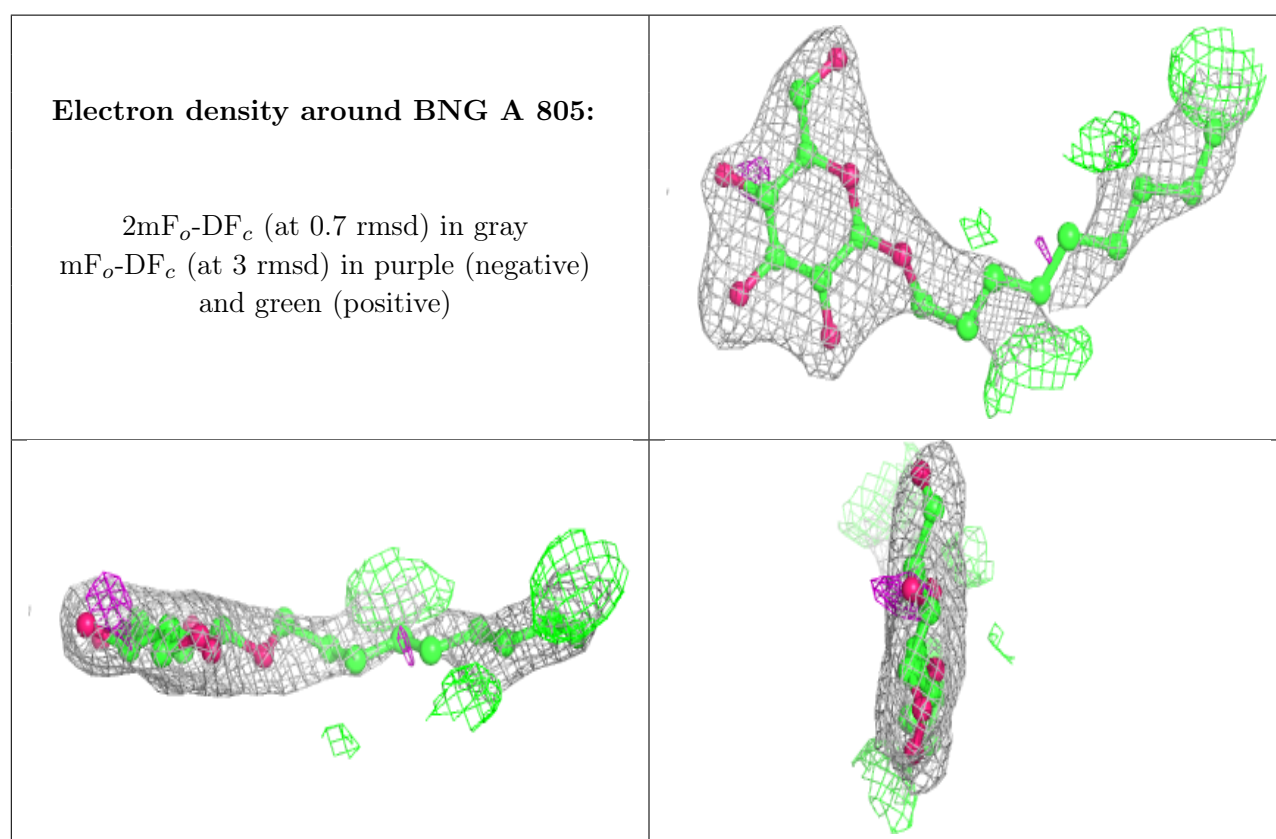 Electron density around BNG A 805:
2mFo-DFc (at 0.7 rmsd) in gray
mFo-DFc (at 3 rmsd) in purple (negative)
and green (positive)